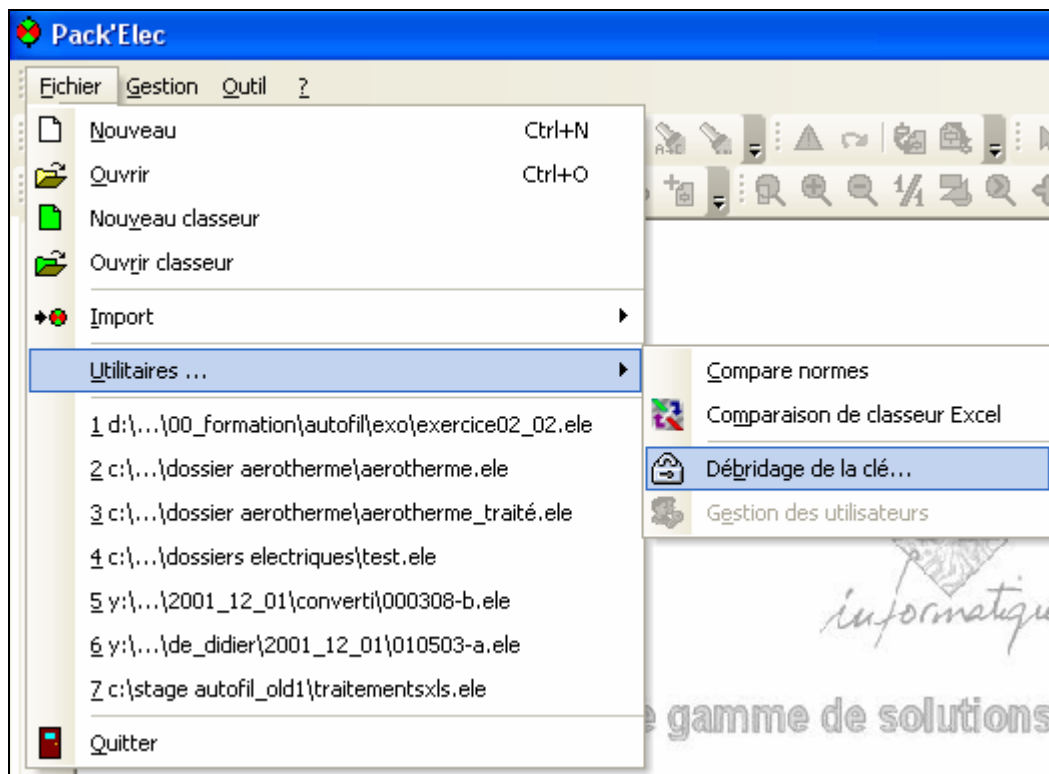 Pack'Elec
Fichier Gestion Outil ?
Nouveau Ctrl+N
Ouvrir Ctrl+O
Nouveau classeur
Ouvrir classeur
Import
Utilitaires ...
Compare normes
Comparaison de classeur Excel
Débridage de la clé...
Gestion des utilisateurs
1 d:\...\00_formation\autofil\exo\exercice02_02.ele
2 c:\...\dossier aerotherme\aerotherme.ele
3 c:\...\dossier aerotherme\aerotherme_traité.ele
4 c:\...\dossiers electriques\test.ele
5 y:\...\2001_12_01\converti\000308-b.ele
6 y:\...\de_didier\2001_12_01\010503-a.ele
7 c:\stage autofil_old1\traitementsxls.ele
Quitter
informatique
gamme de solutions